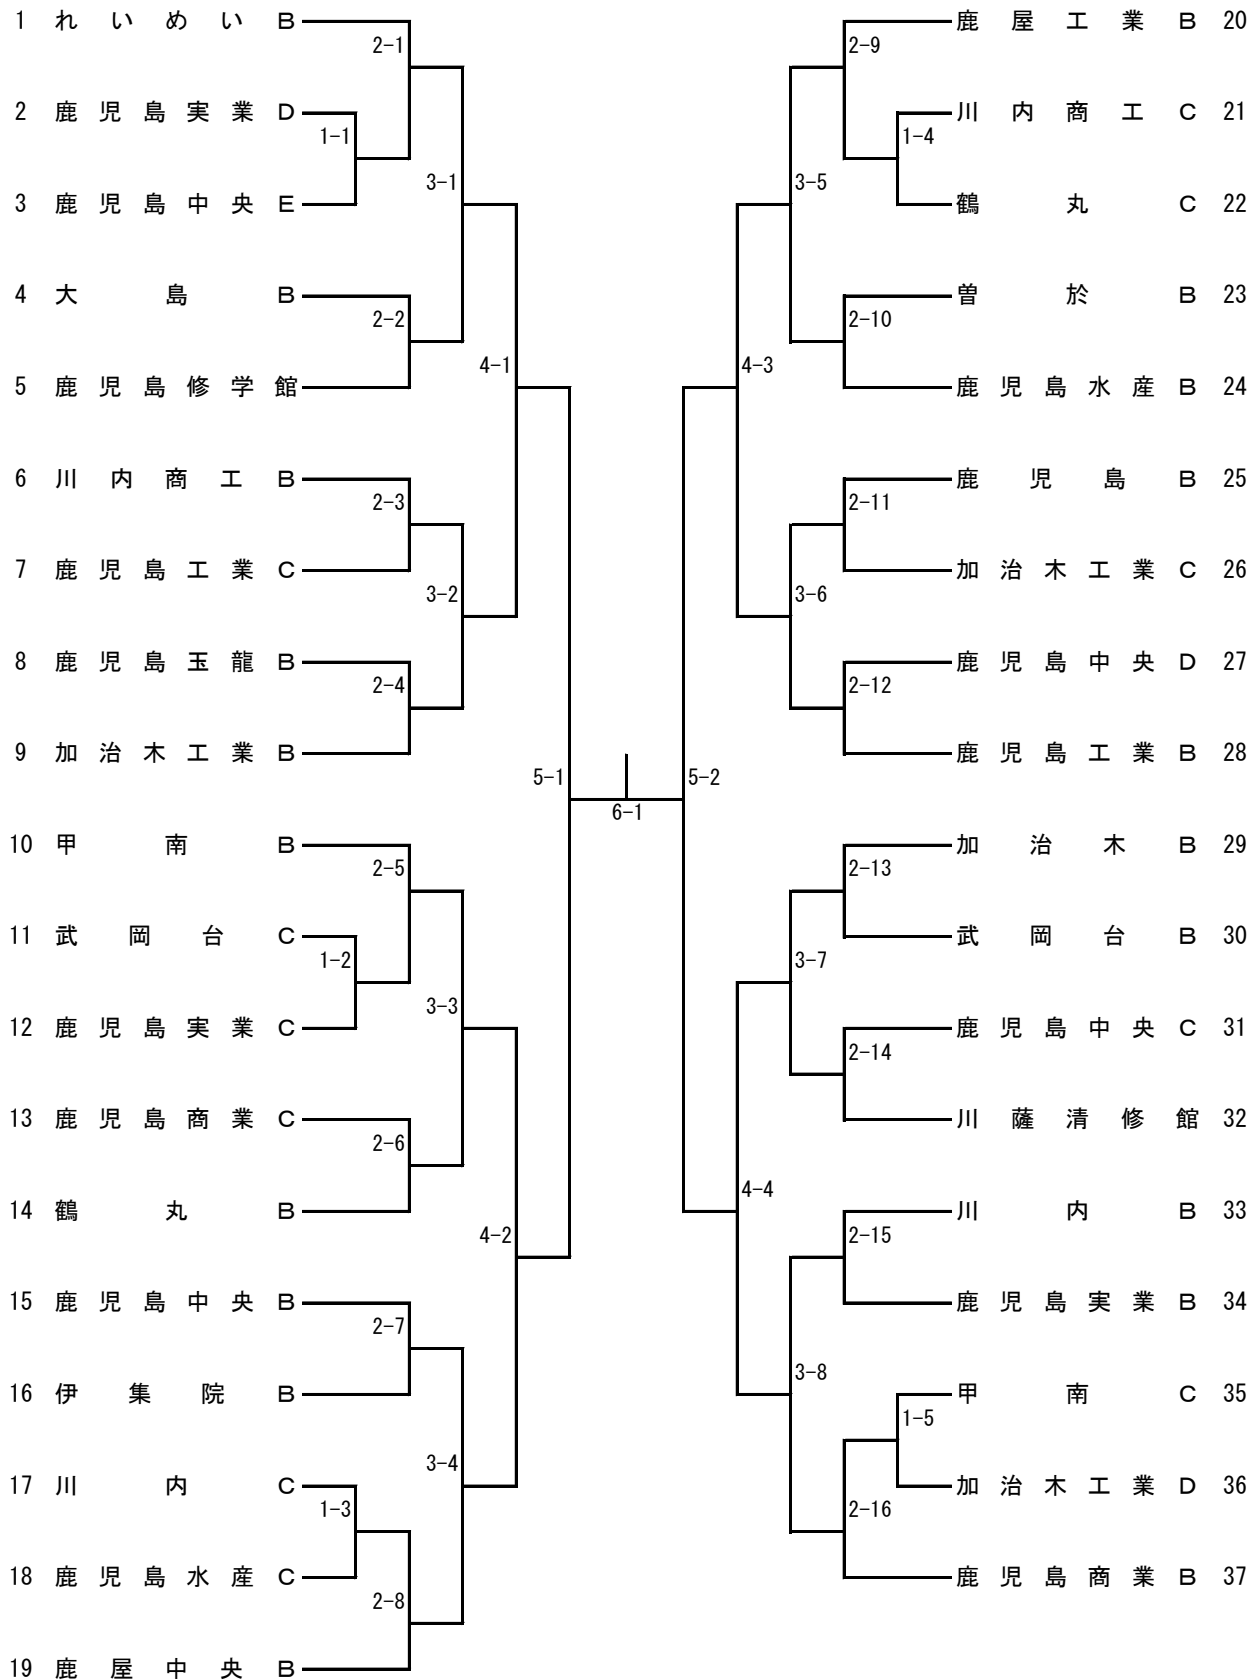 1 れいめい B
2-1
2 鹿児島実業 D
1-1
3 鹿児島中央 E
3-1
4 大島 B
2-2
5 鹿児島修学館
4-1
6 川内商工 B
2-3
7 鹿児島工業 C
3-2
8 鹿児島玉龍 B
2-4
9 加治木工業 B
5-1
10 甲南 B
2-5
11 武岡台 C
1-2
12 鹿児島実業 C
3-3
13 鹿児島商業 C
2-6
14 鶴丸 B
4-2
15 鹿児島中央 B
2-7
16 伊集院 B
3-4
17 川内 C
1-3
18 鹿児島水産 C
2-8
19 鹿屋中央 B
6-1
鹿屋工業 B 20
2-9
川内商工 C 21
1-4
鶴丸 C 22
3-5
曽於 B 23
2-10
鹿児島水産 B 24
4-3
鹿児島 B 25
2-11
加治木工業 C 26
3-6
鹿児島中央 D 27
2-12
鹿児島工業 B 28
5-2
加治木 B 29
2-13
武岡台 B 30
3-7
鹿児島中央 C 31
2-14
川薩清修館 32
4-4
川内 B 33
2-15
鹿児島実業 B 34
3-8
甲南 C 35
1-5
加治木工業 D 36
2-16
鹿児島商業 B 37